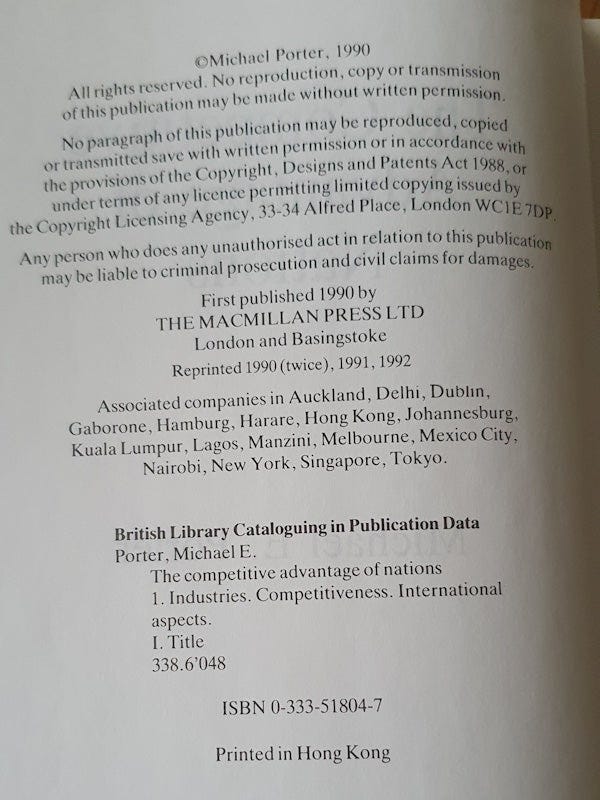 ©Michael Porter, 1990
All rights reserved. No reproduction, copy or transmission
of this publication may be made without written permission.
No paragraph of this publication may be reproduced, copied
or transmitted save with written permission or in accordance with
the provisions of the Copyright, Designs and Patents Act 1988, or
under terms of any licence permitting limited copying issued by
the Copyright Licensing Agency, 33-34 Alfred Place, London WC1E 7DP.
Any person who does any unauthorised act in relation to this publication
may be liable to criminal prosecution and civil claims for damages.
First published 1990 by
THE MACMILLAN PRESS LTD
London and Basingstoke
Reprinted 1990 (twice), 1991, 1992
Associated companies in Auckland, Delhi, Dublin,
Gaborone, Hamburg, Harare, Hong Kong, Johannesburg,
Kuala Lumpur, Lagos, Manzini, Melbourne, Mexico City,
Nairobi, New York, Singapore, Tokyo.
British Library Cataloguing in Publication Data
Porter, Michael E.
The competitive advantage of nations
1. Industries. Competitiveness. International
aspects.
I. Title
338.6'048
ISBN 0-333-51804-7
Printed in Hong Kong